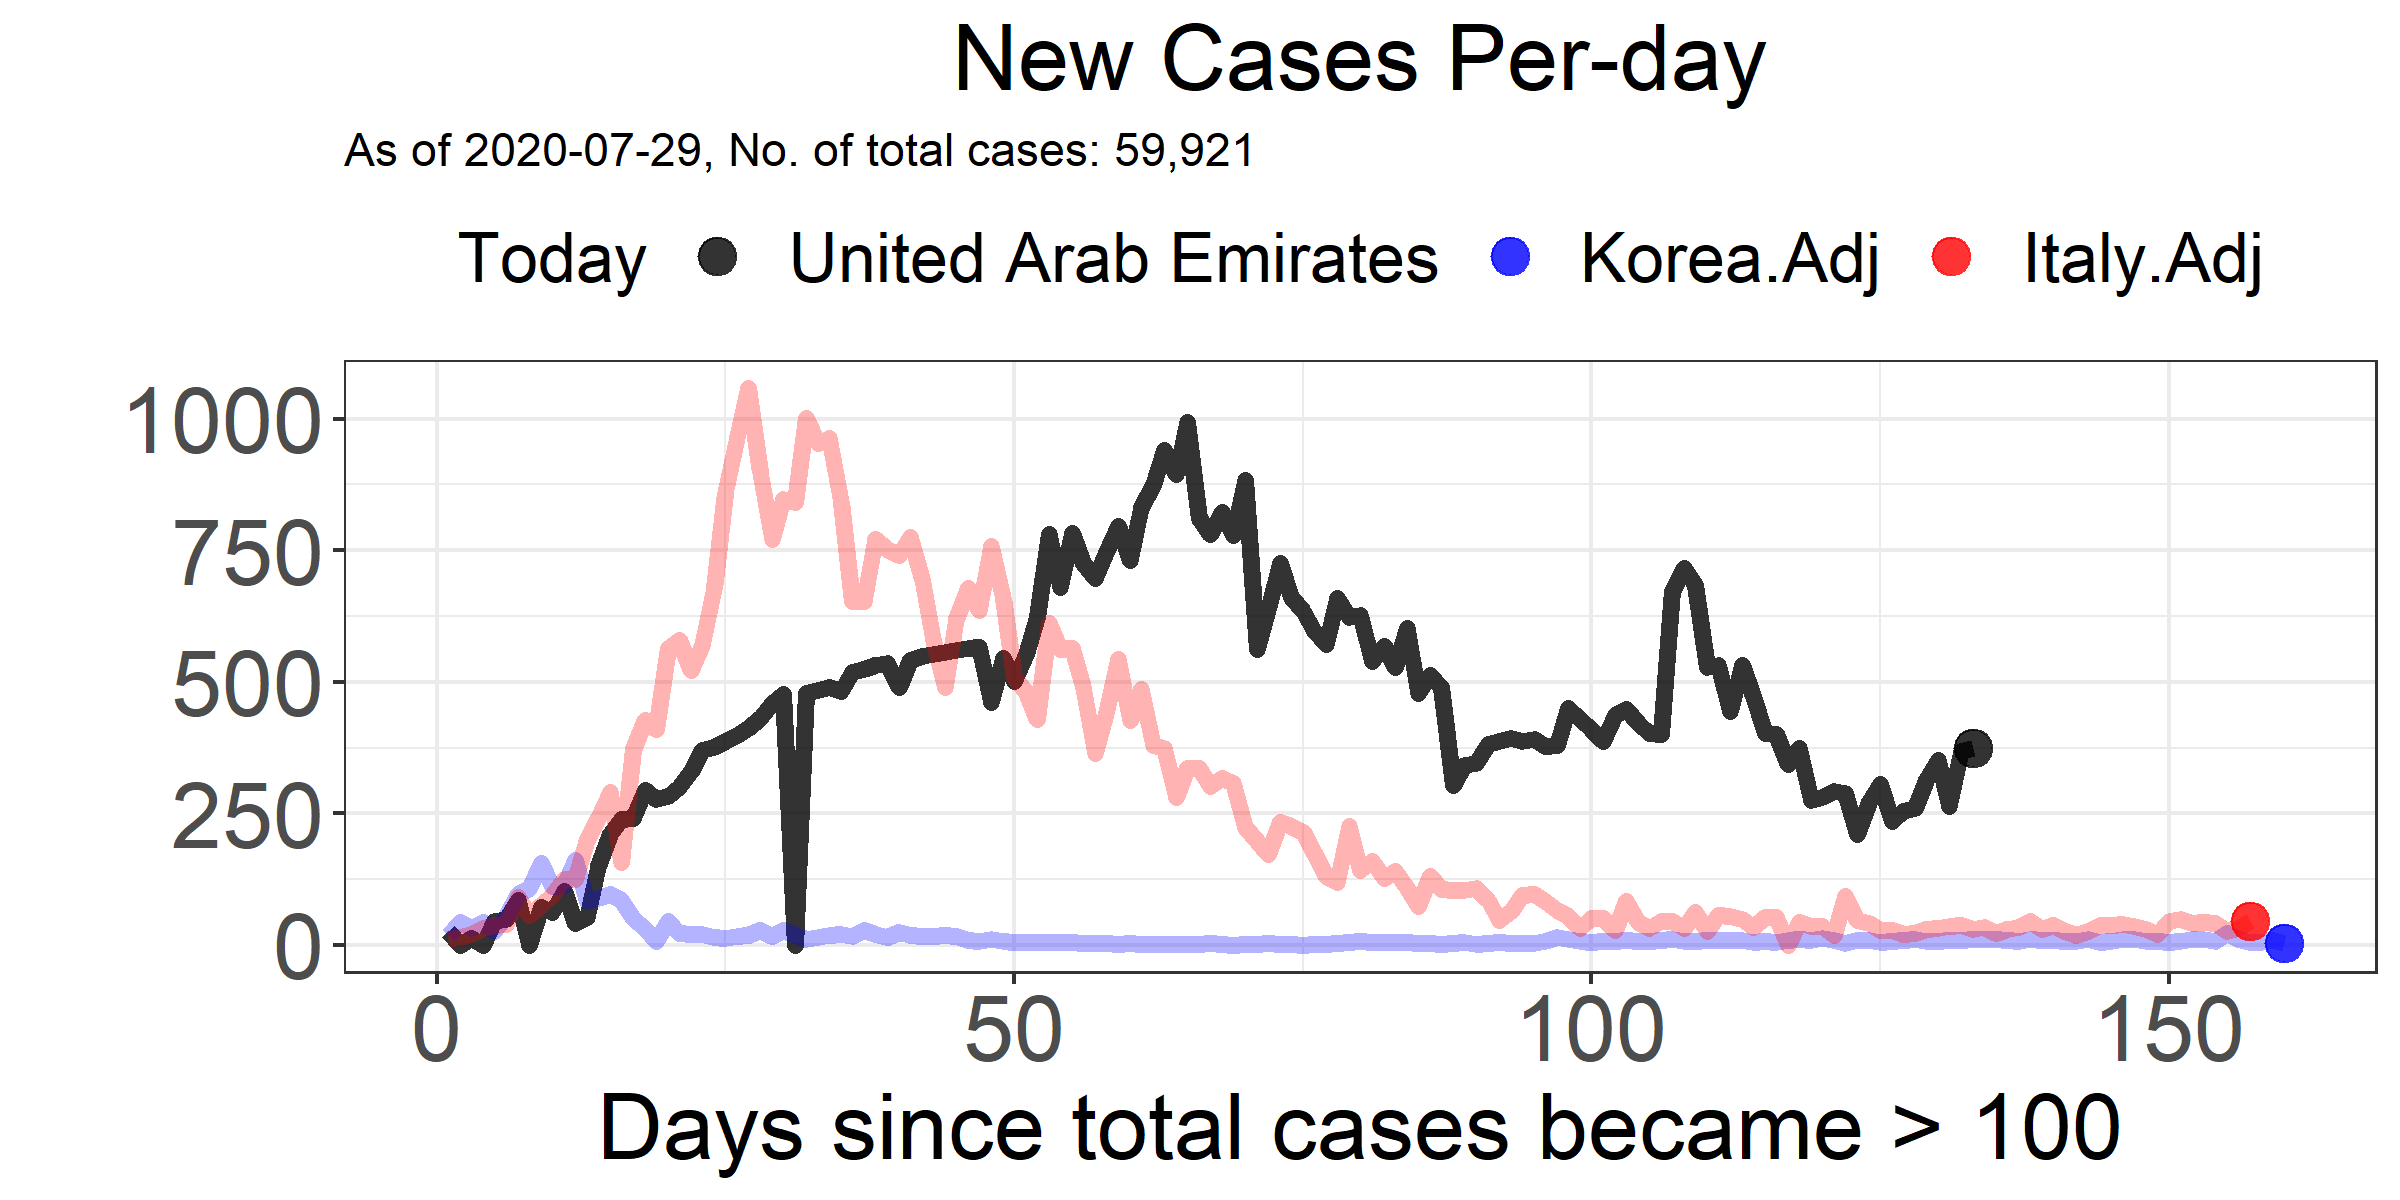 New Cases Per-day
As of 2020-07-29, No. of total cases: 59,921
Today United Arab Emirates Korea.Adj Italy.Adj
1000
750
500
250
0
0 50 100 150
Days since total cases became > 100